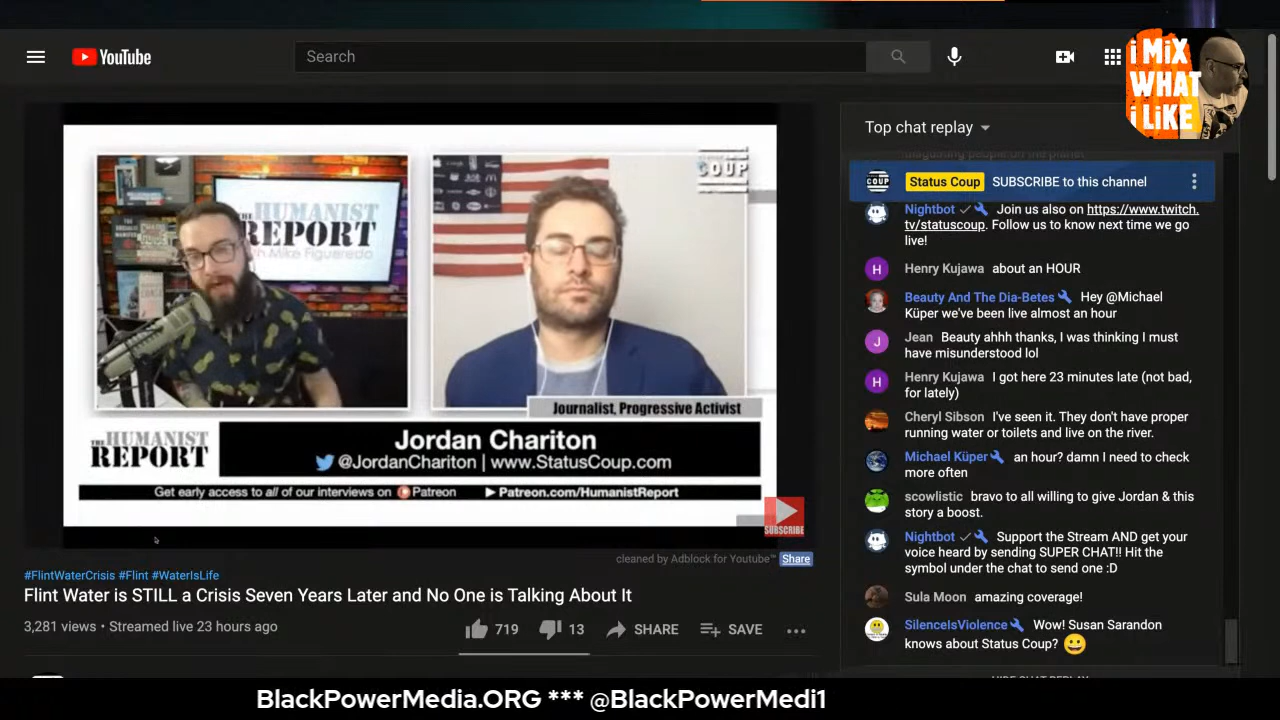 YouTube
Search
i MiX
WHAT
i LiKE
Top chat replay
COUP
Status Coup SUBSCRIBE to this channel
Nightbot Join us also on https://www.twitch.
tv/statuscoup. Follow us to know next time we go
live!
H Henry Kujawa about an HOUR
Beauty And The Dia-Betes Hey @Michael
Küper we've been live almost an hour
J Jean Beauty ahhh thanks, I was thinking I must
have misunderstood lol
H Henry Kujawa I got here 23 minutes late (not bad,
for lately)
Cheryl Sibson I've seen it. They don't have proper
running water or toilets and live on the river.
Michael Küper an hour? damn I need to check
more often
scowlistic bravo to all willing to give Jordan & this
story a boost.
Nightbot Support the Stream AND get your
voice heard by sending SUPER CHAT!! Hit the
symbol under the chat to send one :D
Sula Moon amazing coverage!
SilenceIsViolence Wow! Susan Sarandon
knows about Status Coup?
COUP
THE HUMANIST
REPORT
with Mike Figueredo
Journalist, Progressive Activist
THE HUMANIST
REPORT
Jordan Chariton
@JordanChariton | www.StatusCoup.com
Get early access to all of our interviews on Patreon Patreon.com/HumanistReport
SUBSCRIBE
cleaned by Adblock for Youtube™ Share
#FlintWaterCrisis #Flint #WaterIsLife
Flint Water is STILL a Crisis Seven Years Later and No One is Talking About It
3,281 views • Streamed live 23 hours ago
719 13 SHARE SAVE
BlackPowerMedia.ORG *** @BlackPowerMedi1